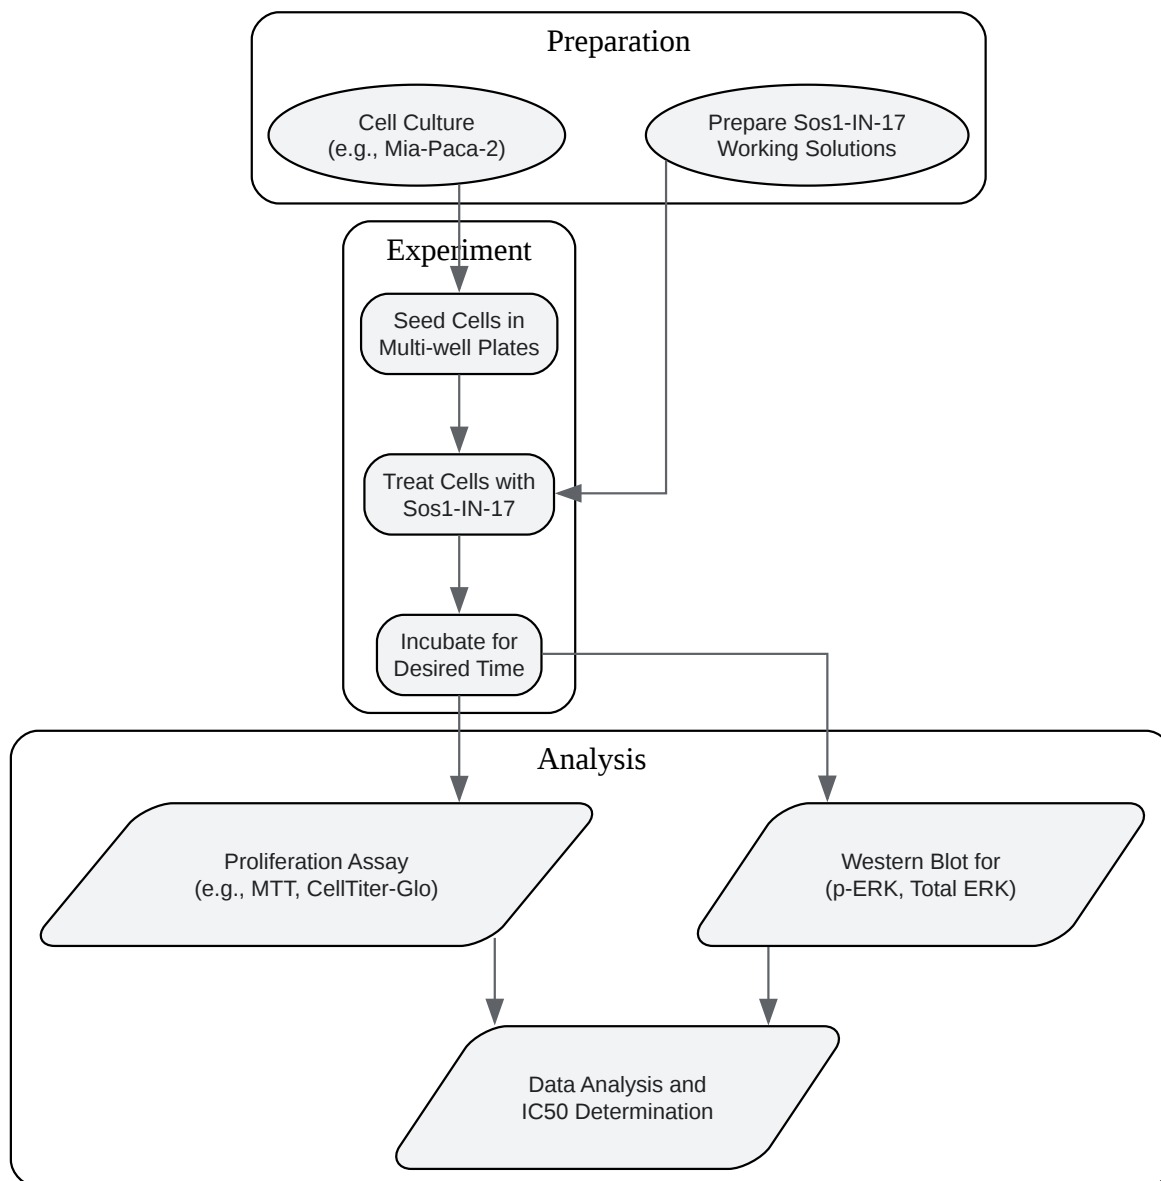 Preparation
Cell Culture
(e.g., Mia-Paca-2)
Prepare Sos1-IN-17
Working Solutions
Experiment
Seed Cells in
Multi-well Plates
Treat Cells with
Sos1-IN-17
Incubate for
Desired Time
Analysis
Proliferation Assay
(e.g., MTT, CellTiter-Glo)
Western Blot for
(p-ERK, Total ERK)
Data Analysis and
IC50 Determination